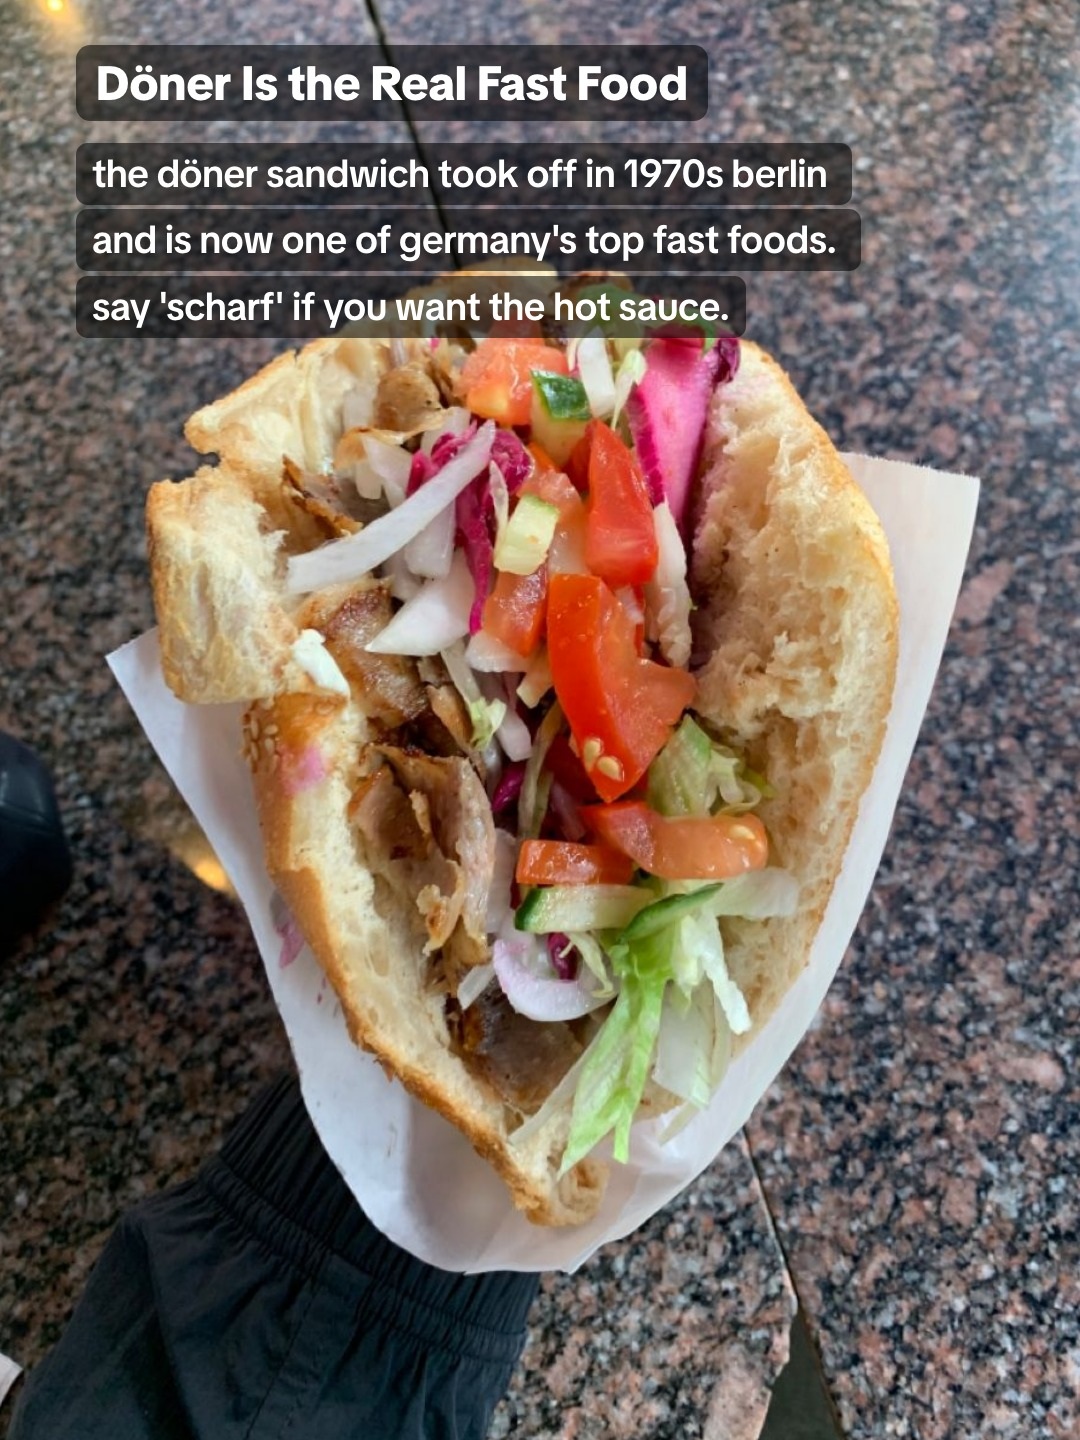 Döner Is the Real Fast Food
the döner sandwich took off in 1970s berlin
and is now one of germany's top fast foods.
say 'scharf' if you want the hot sauce.